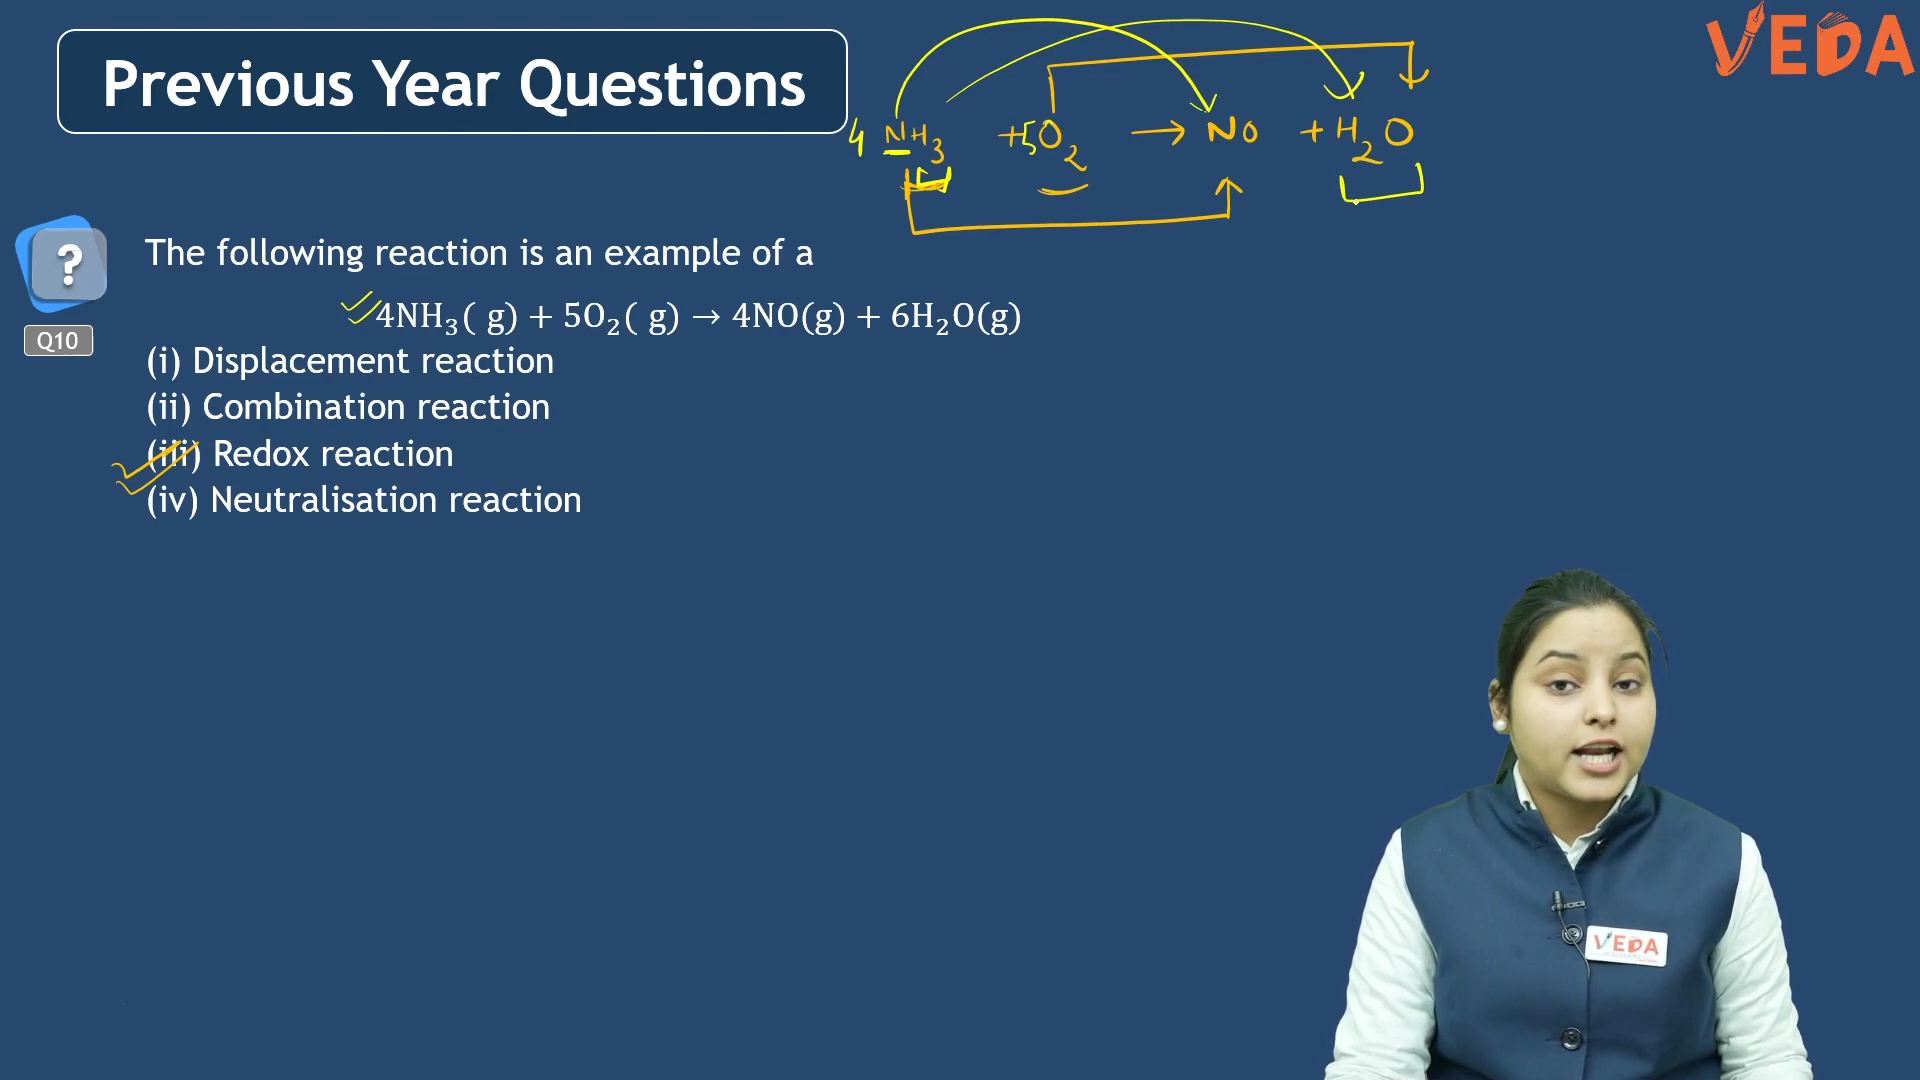 Previous Year Questions
VEDA
4 NH3 +5O2 → NO + H2O
?
Q10
The following reaction is an example of a
4NH₃( g) + 5O₂( g) → 4NO(g) + 6H₂O(g)
(i) Displacement reaction
(ii) Combination reaction
(iii) Redox reaction
(iv) Neutralisation reaction
VEDA